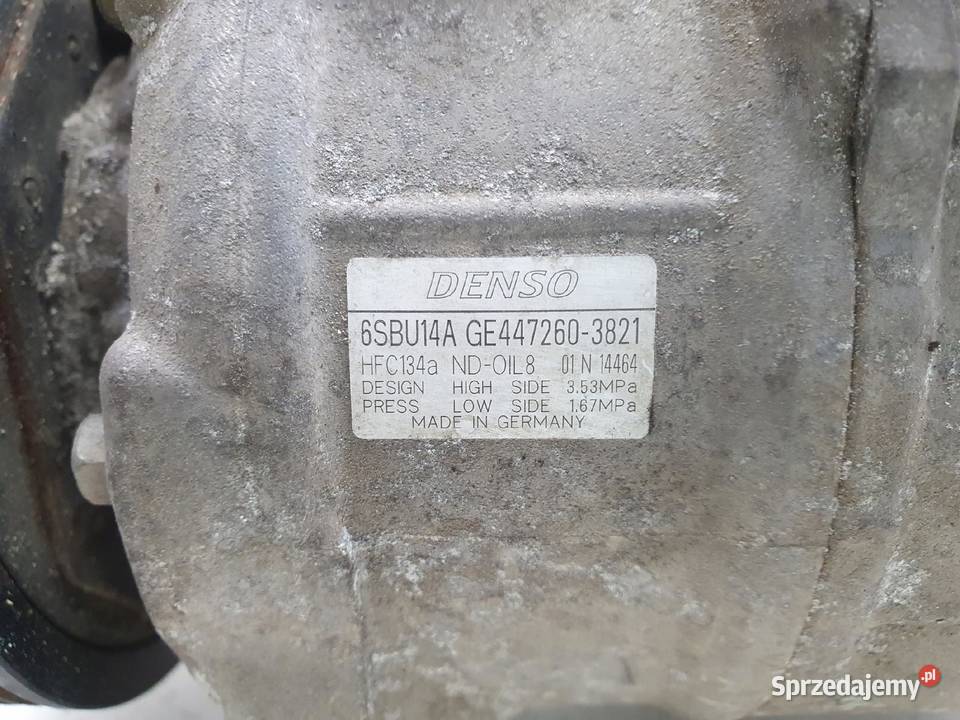 DENSO
6SBU14A GE447260-3821
HFC134a ND-OIL8 01 N 14464
DESIGN HIGH SIDE 3.53MPa
PRESS LOW SIDE 1.67MPa
MADE IN GERMANY
Sprzedajemy.pl